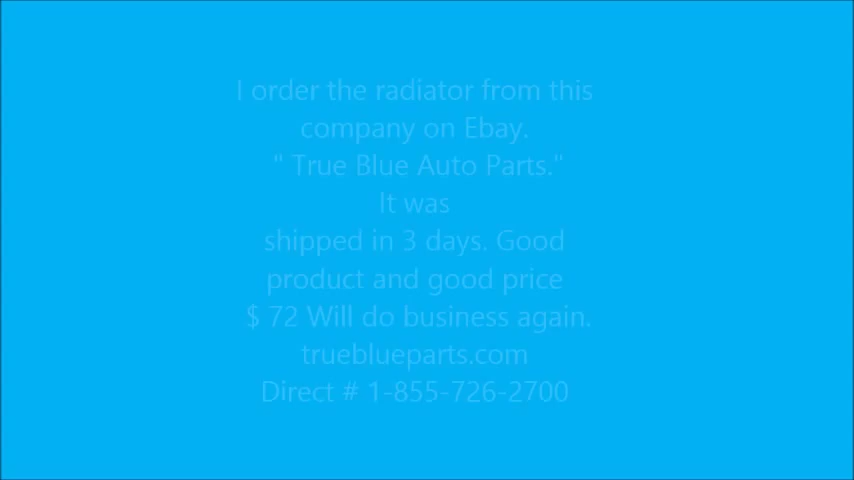 I order the radiator from this
company on Ebay.
" True Blue Auto Parts."
It was
shipped in 3 days. Good
product and good price
$ 72 Will do business again.
trueblueparts.com
Direct # 1-855-726-2700